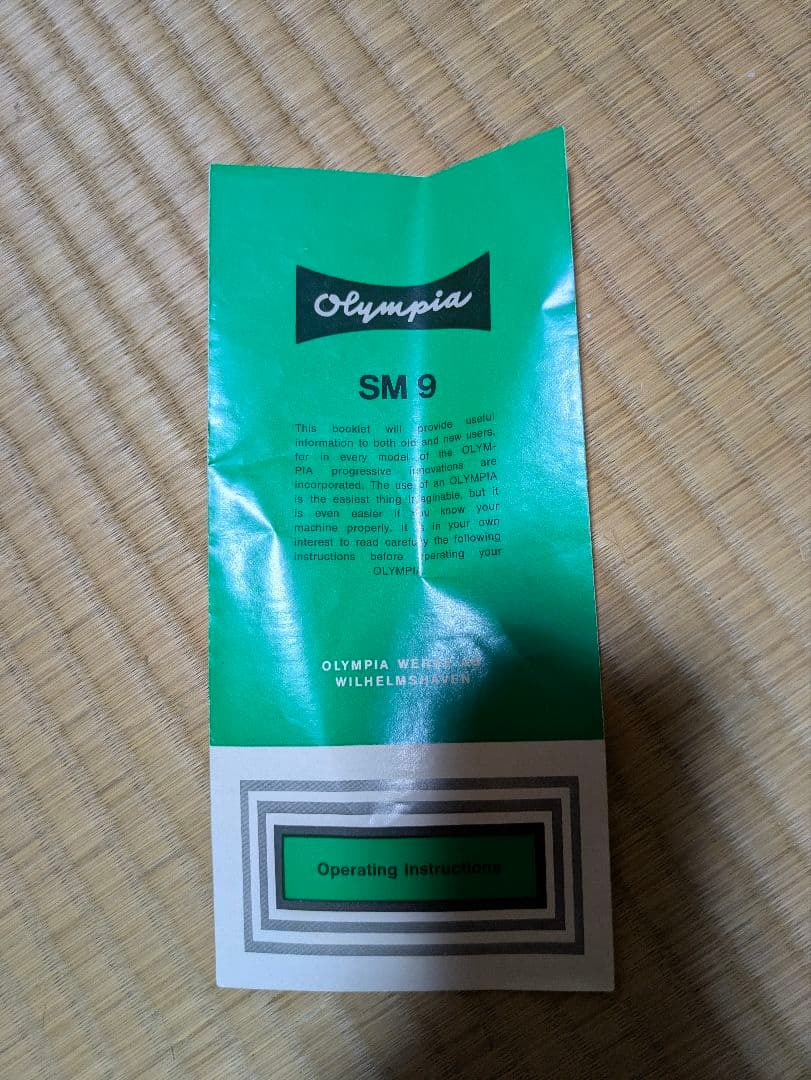 Olympia
SM 9
This booklet will provide useful
information to both old and new users,
for in every model of the OLYM-
PIA progressive innovations are
incorporated. The use of an OLYMPIA
is the easiest thing imaginable, but it
is even easier if you know your
machine properly. It is in your own
interest to read carefully the following
instructions before operating your
OLYMPIA
OLYMPIA WERKE AG
WILHELMSHAVEN
Operating instructions